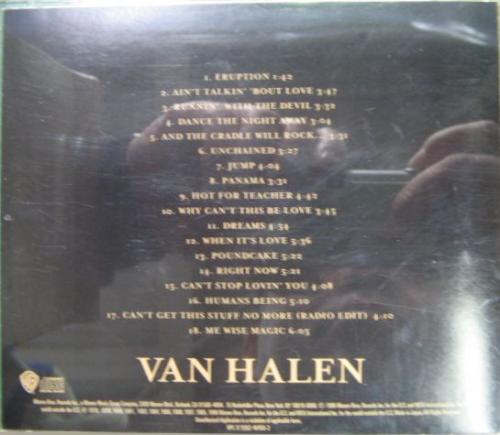 1. ERUPTION 1:42
2. AIN'T TALKIN' 'BOUT LOVE 3:47
3. RUNNIN' WITH THE DEVIL 3:32
4. DANCE THE NIGHT AWAY 3:04
5. AND THE CRADLE WILL ROCK... 3:31
6. UNCHAINED 3:27
7. JUMP 4:04
8. PANAMA 3:31
9. HOT FOR TEACHER 4:42
10. WHY CAN'T THIS BE LOVE 3:45
11. DREAMS 4:54
12. WHEN IT'S LOVE 5:36
13. POUNDCAKE 5:22
14. RIGHT NOW 5:21
15. CAN'T STOP LOVIN' YOU 4:08
16. HUMANS BEING 5:10
17. CAN'T GET THIS STUFF NO MORE (RADIO EDIT) 4:10
18. ME WISE MAGIC 6:05
VAN HALEN